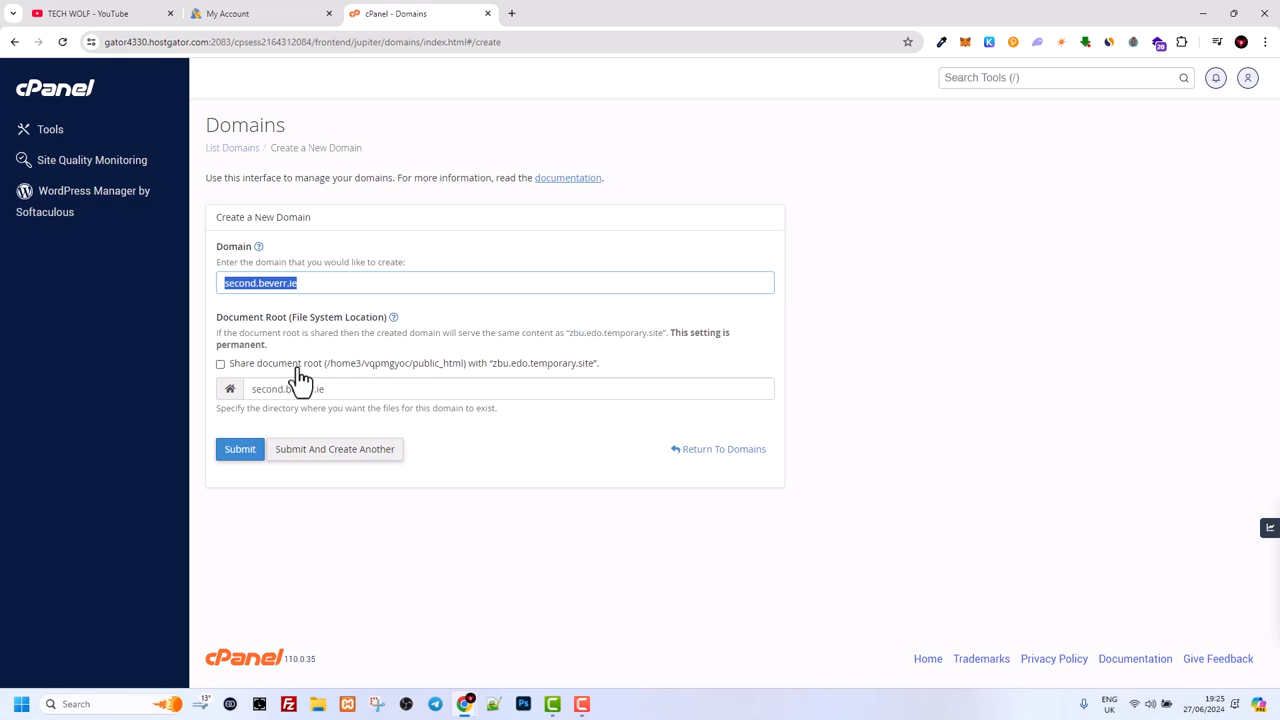 TECH WOLF - YouTube
My Account
cPanel - Domains
gator4330.hostgator.com:2083/cpsess2164312084/frontend/jupiter/domains/index.html#/create
20
cPanel
Search Tools (/)
Tools
Site Quality Monitoring
WordPress Manager by
Softaculous
Domains
List Domains / Create a New Domain
Use this interface to manage your domains. For more information, read the documentation.
Create a New Domain
Domain
Enter the domain that you would like to create:
second.beverr.ie
Document Root (File System Location)
If the document root is shared then the created domain will serve the same content as “zbu.edo.temporary.site”. This setting is
permanent.
Share document root (/home3/vqpmgyoc/public_html) with “zbu.edo.temporary.site”.
Specify the directory where you want the files for this domain to exist.
Submit
Submit And Create Another
Return To Domains
cPanel 110.0.35
Home
Trademarks
Privacy Policy
Documentation
Give Feedback
Search
13°
ENG
UK
19:25
27/06/2024